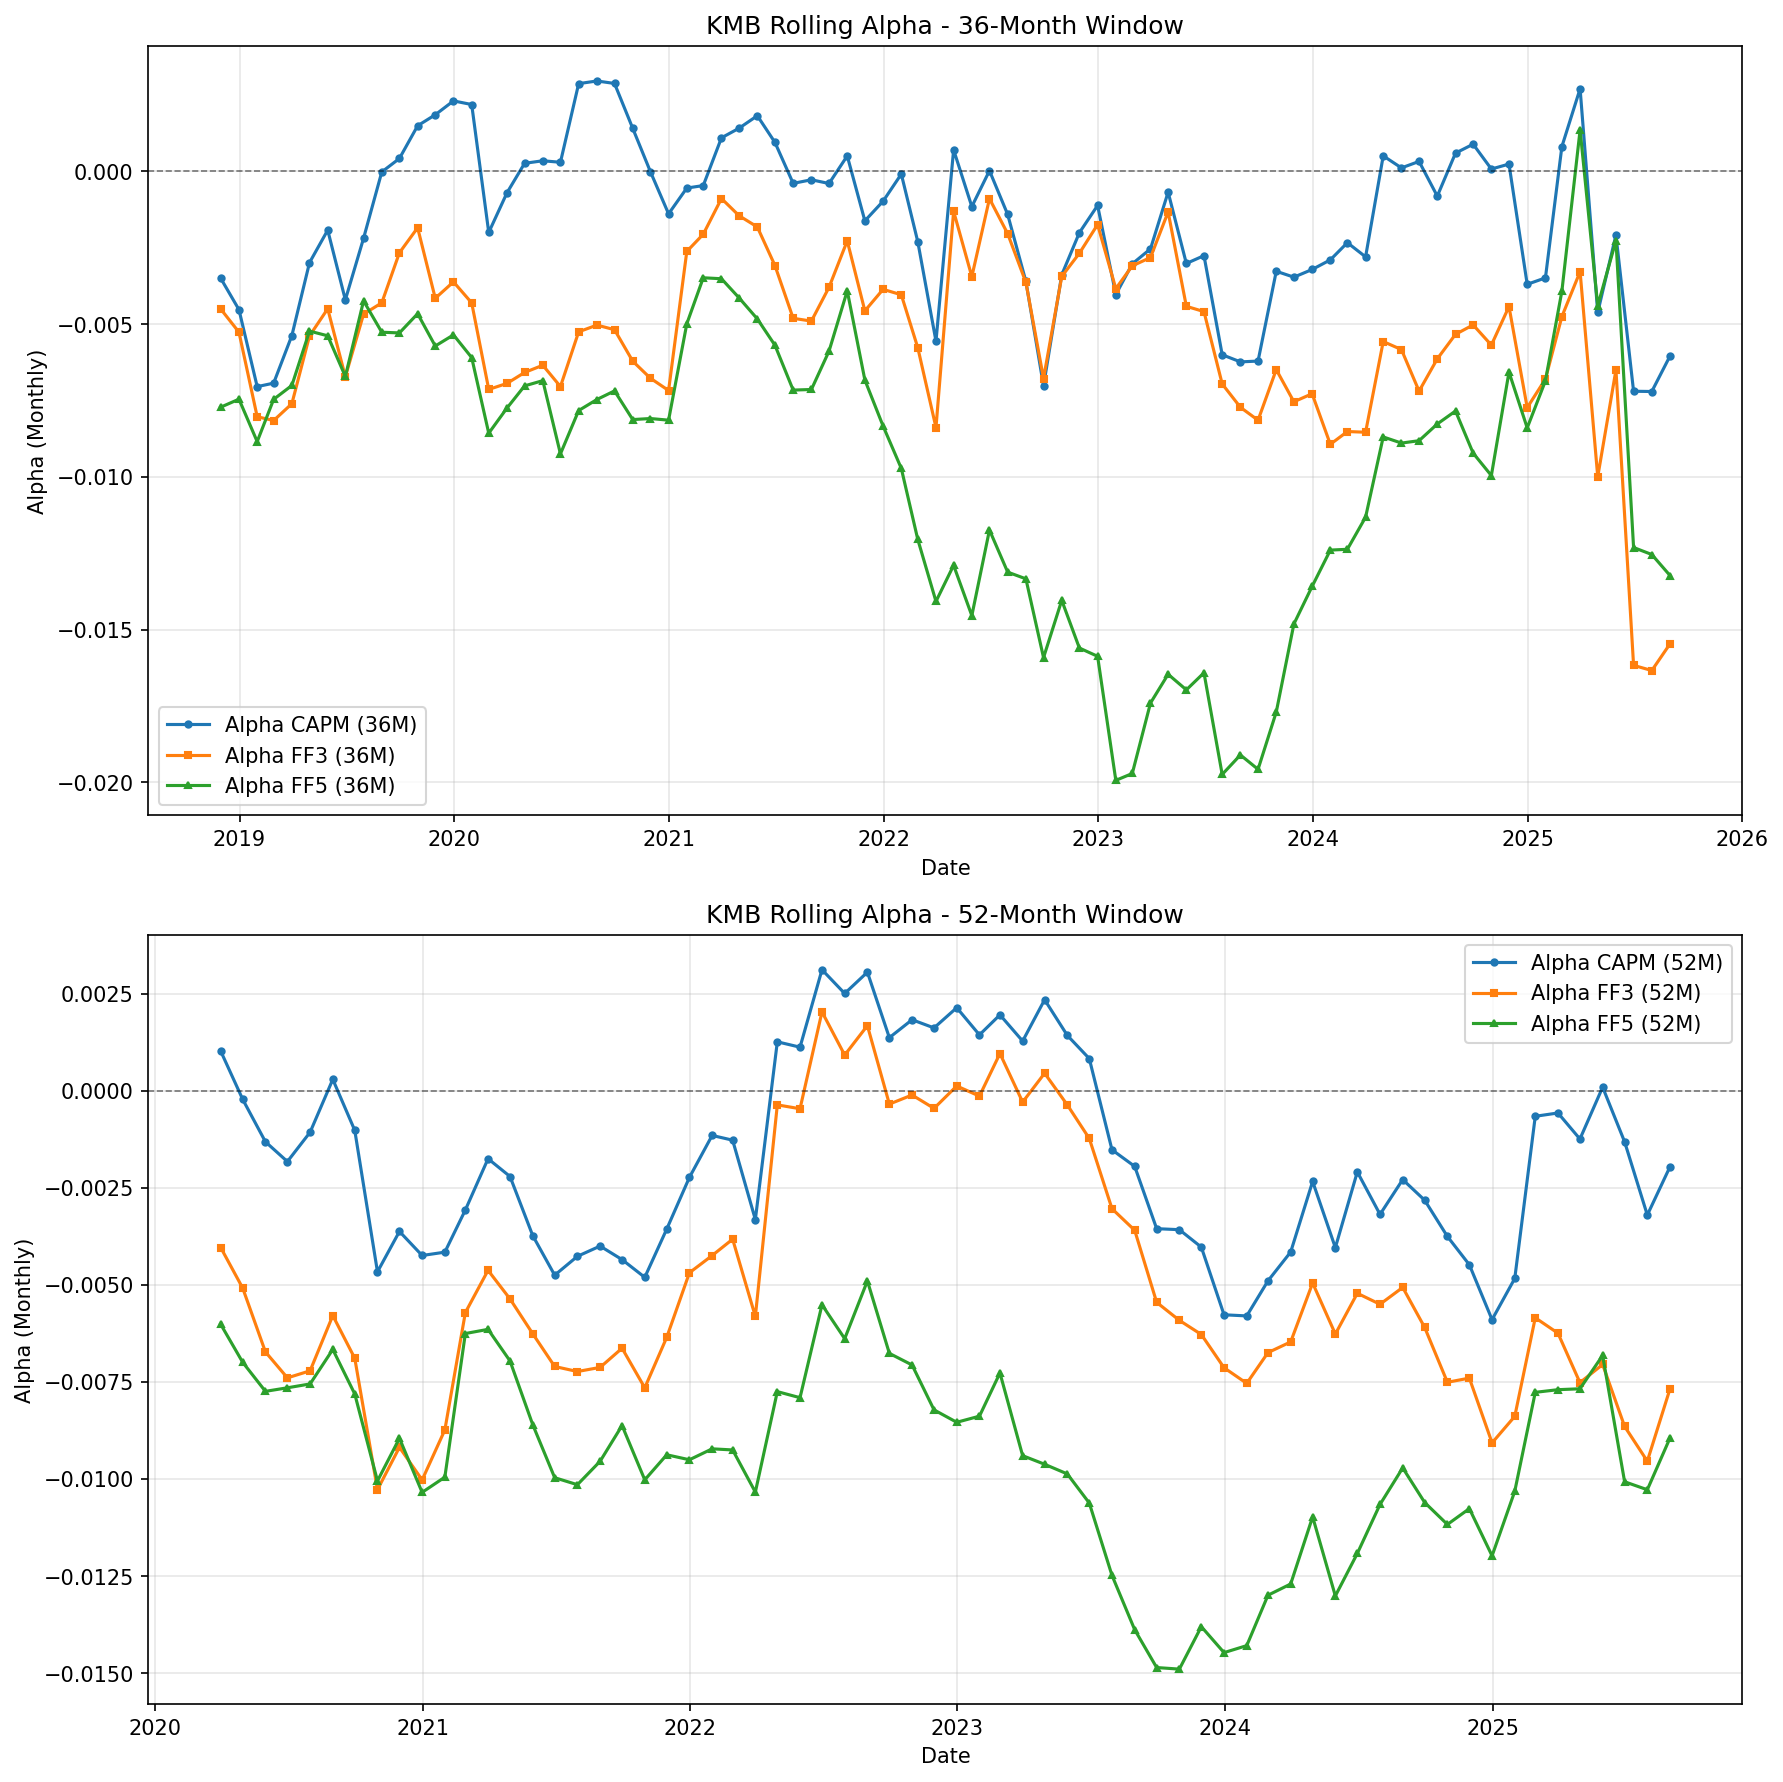 KMB Rolling Alpha - 36-Month Window
Alpha (Monthly)
0.000
−0.005
−0.010
−0.015
−0.020
Alpha CAPM (36M)
Alpha FF3 (36M)
Alpha FF5 (36M)
2019 2020 2021 2022 2023 2024 2025 2026
Date
KMB Rolling Alpha - 52-Month Window
Alpha (Monthly)
0.0025
0.0000
−0.0025
−0.0050
−0.0075
−0.0100
−0.0125
−0.0150
Alpha CAPM (52M)
Alpha FF3 (52M)
Alpha FF5 (52M)
2020 2021 2022 2023 2024 2025
Date